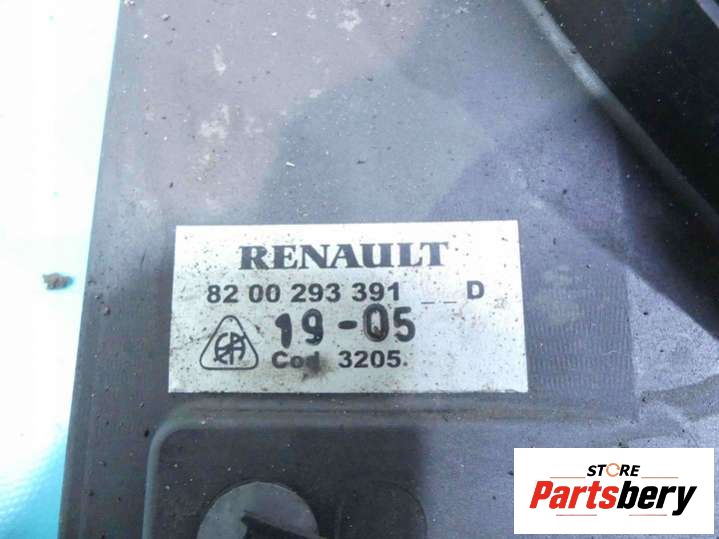 RENAULT
82 00 293 391 _ _ D
19-05
Cod 3205.
STORE
Partsbery